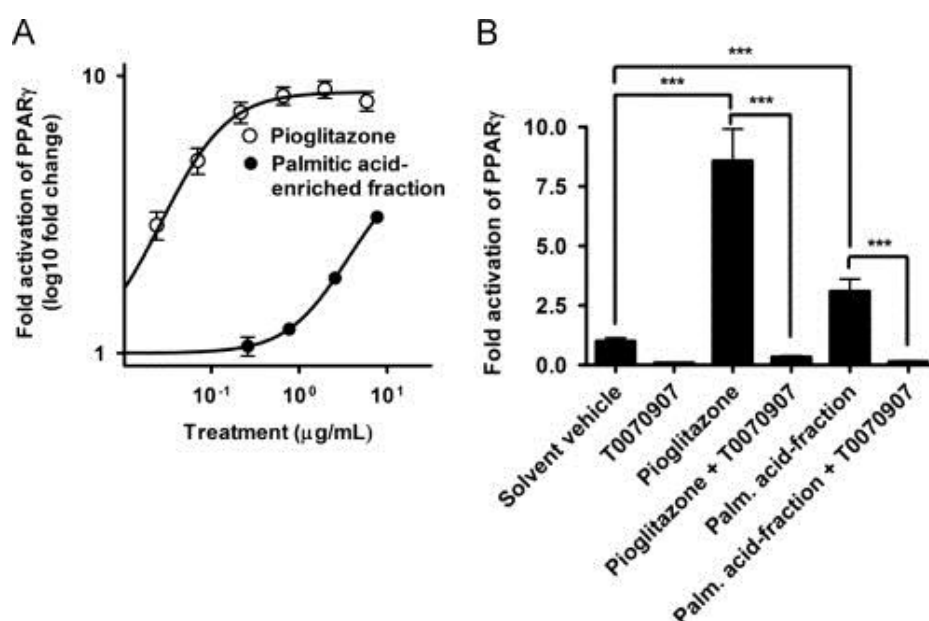 A
Fold activation of PPARγ
(log10 fold change)
10
1
Pioglitazone
Palmitic acid-
enriched fraction
10⁻¹
10⁰
10¹
Treatment (μg/mL)
B
***
***
***
***
Fold activation of PPARγ
10.0
7.5
5.0
2.5
0.0
Solvent vehicle
T0070907
Pioglitazone
Pioglitazone + T0070907
Palm. acid-fraction
Palm. acid-fraction + T0070907